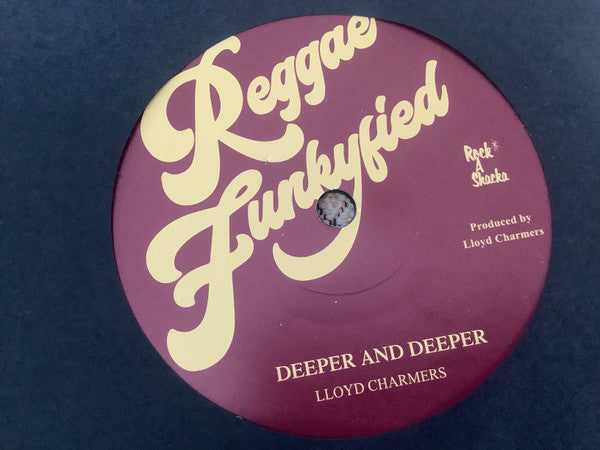 Reggae
Funkyfied
Rock
A
Shacka
Produced by
Lloyd Charmers
DEEPER AND DEEPER
LLOYD CHARMERS